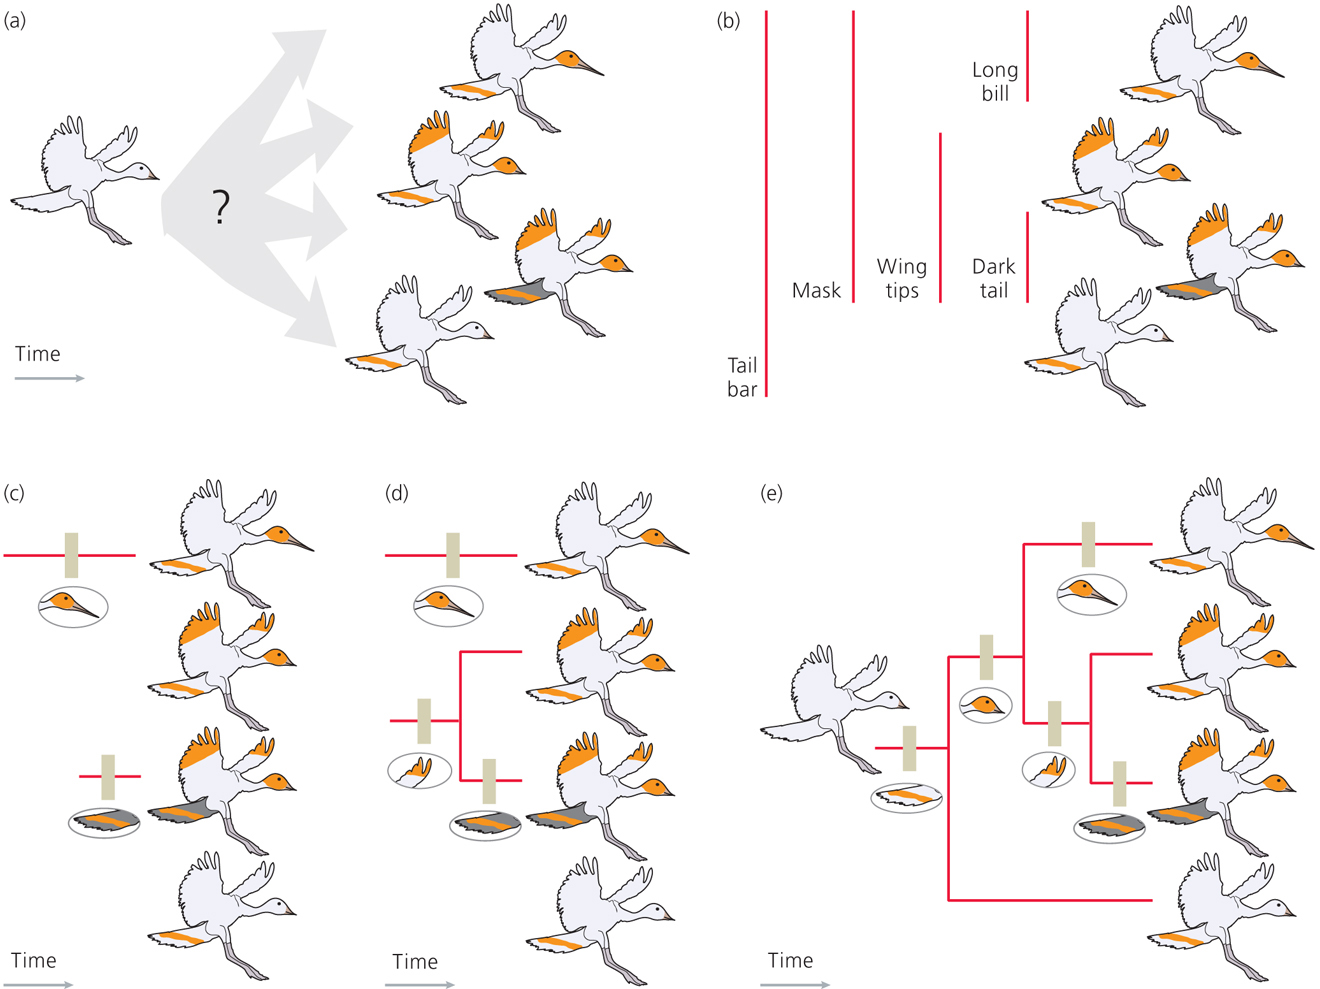 (a)
?
Time
(b)
Long
bill
Mask
Wing
tips
Dark
tail
Tail
bar
(c)
Time
(d)
Time
(e)
Time